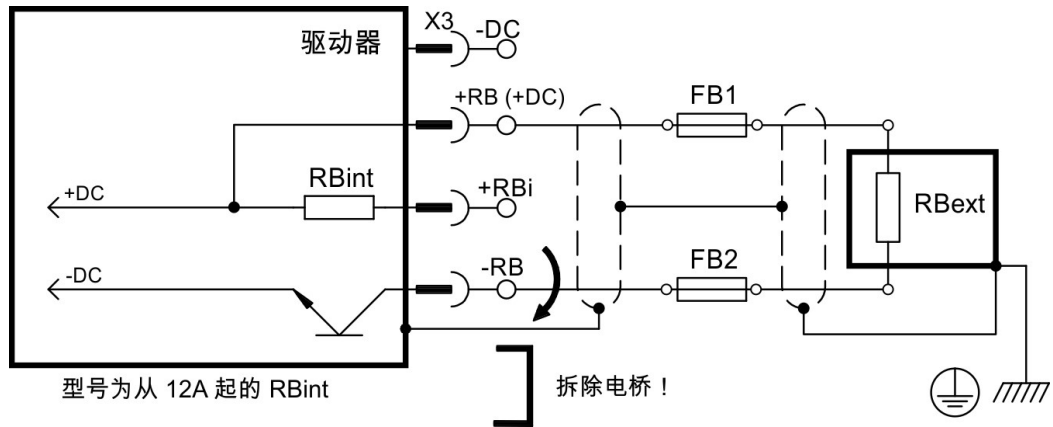 驱动器
X3
-DC
+RB (+DC)
FB1
RBint
+RBi
+DC
RBext
-DC
-RB
FB2
型号为从 12A 起的 RBint
拆除电桥！